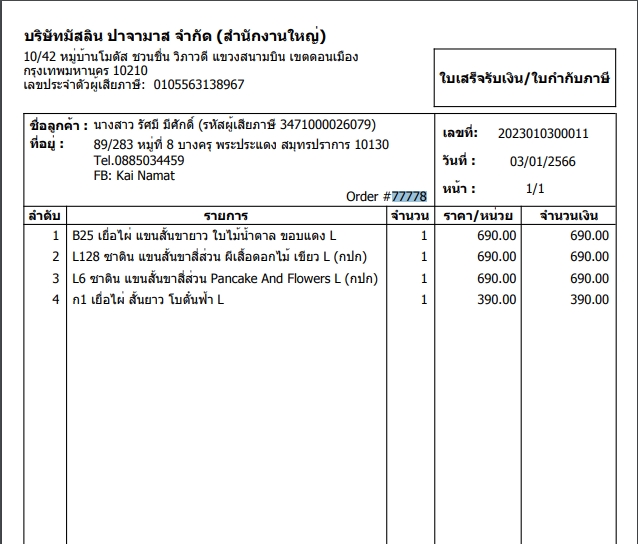 บริษัทมัสลิน ปาจามาส จำกัด (สำนักงานใหญ่)
10/42 หมู่บ้านโมดัส ชวนชื่น วิภาวดี แขวงสนามบิน เขตดอนเมือง
กรุงเทพมหานคร 10210
เลขประจำตัวผู้เสียภาษี: 0105563138967
ใบเสร็จรับเงิน/ใบกำกับภาษี
ชื่อลูกค้า : นางสาว รัศมี มีศักดิ์ (รหัสผู้เสียภาษี 3471000026079)
ที่อยู่ : 89/283 หมู่ที่ 8 บางครุ พระประแดง สมุทรปราการ 10130
Tel.0885034459
FB: Kai Namat
Order #77778
เลขที่: 2023010300011
วันที่ : 03/01/2566
หน้า : 1/1
ลำดับ รายการ จำนวน ราคา/หน่วย จำนวนเงิน
1 B25 เยื่อไผ่ แขนสั้นขายาว ใบไม้น้ำตาล ขอบแดง L 1 690.00 690.00
2 L128 ซาติน แขนสั้นขาสี่ส่วน ผีเสื้อดอกไม้ เขียว L (กปก) 1 690.00 690.00
3 L6 ซาติน แขนสั้นขาสี่ส่วน Pancake And Flowers L (กปก) 1 690.00 690.00
4 ก1 เยื่อไผ่ สั้นยาว โบตั๋นฟ้า L 1 390.00 390.00